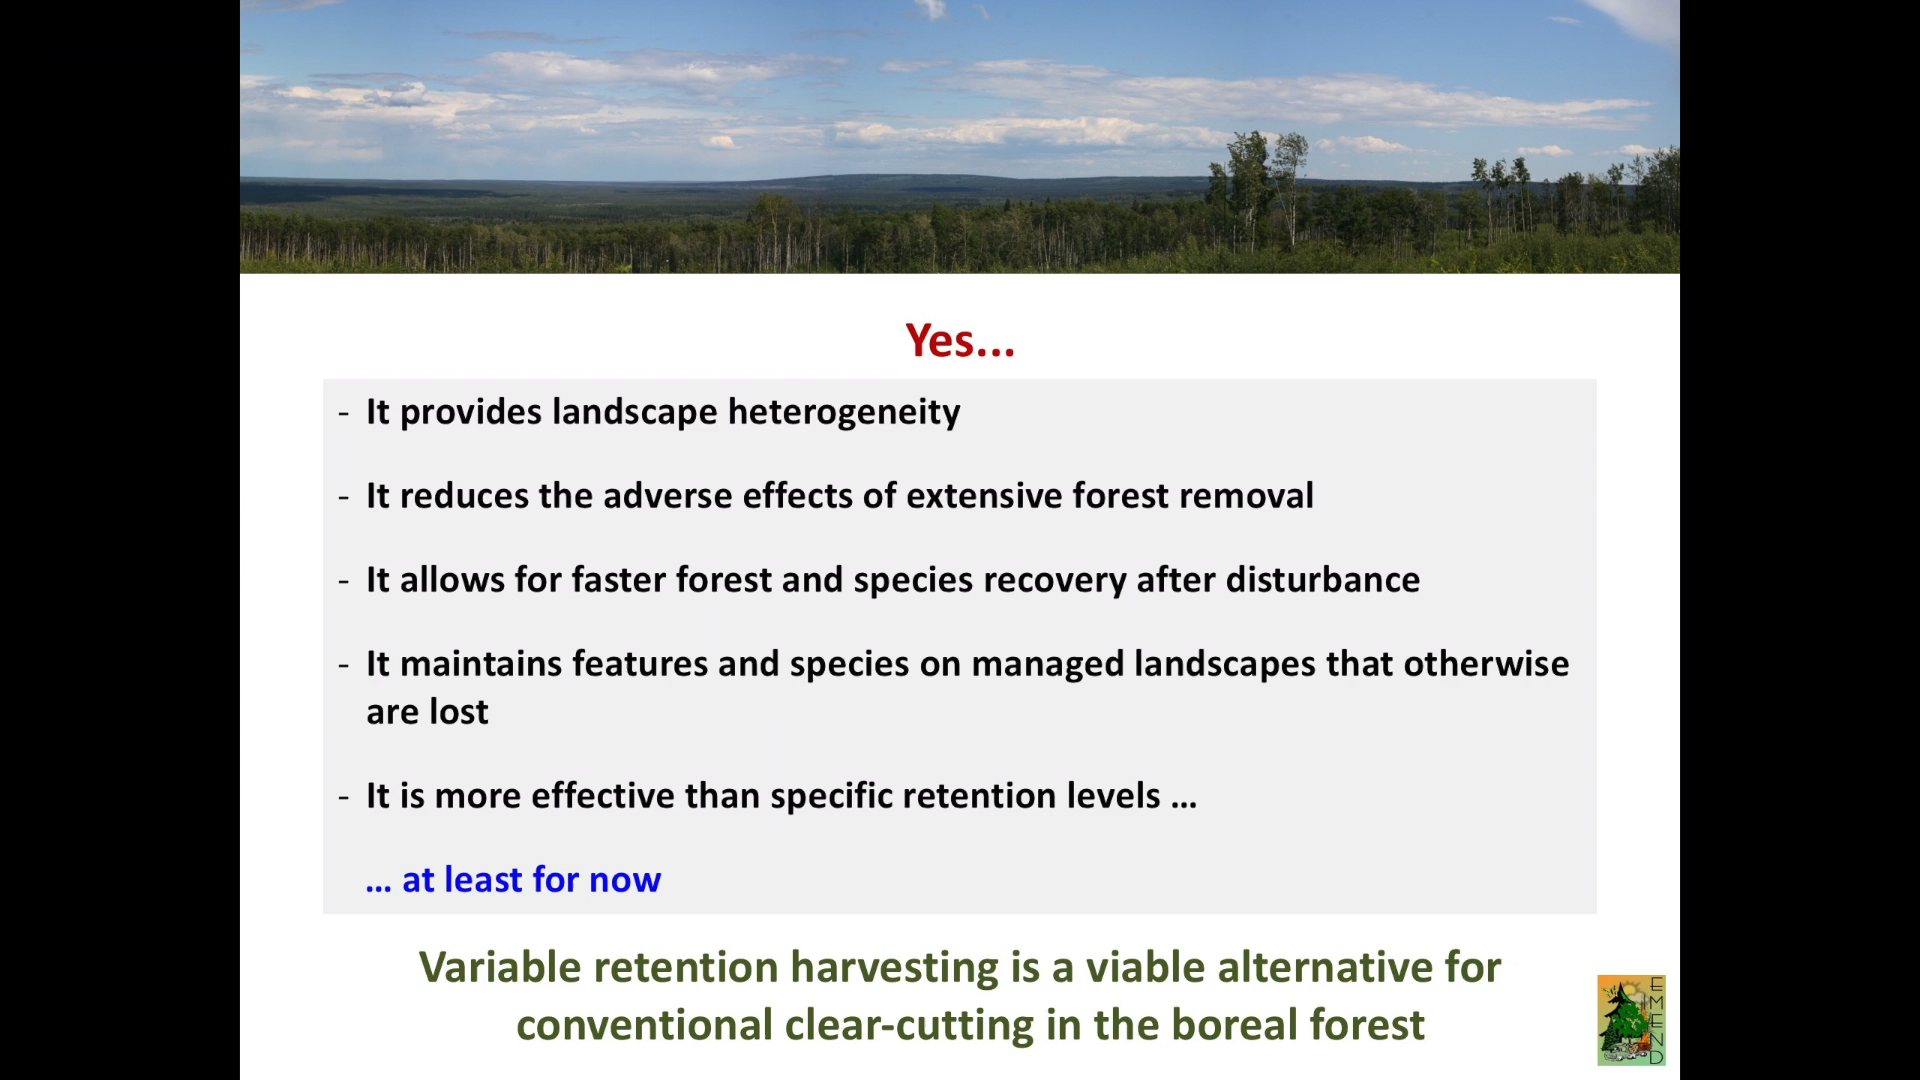 Yes...
- It provides landscape heterogeneity
- It reduces the adverse effects of extensive forest removal
- It allows for faster forest and species recovery after disturbance
- It maintains features and species on managed landscapes that otherwise
are lost
- It is more effective than specific retention levels ...
... at least for now
Variable retention harvesting is a viable alternative for
conventional clear-cutting in the boreal forest
EMEND